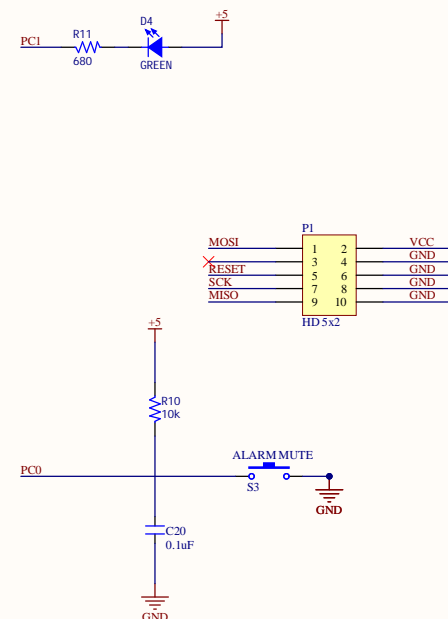 +5
D4
R11
PC1
680
GREEN
P1
MOSI
1 2
VCC
3 4
GND
RESET
5 6
GND
SCK
7 8
GND
MISO
9 10
GND
HD 5x2
+5
R10
10k
ALARM MUTE
PC0
S3
GND
C20
0.1uF
GND